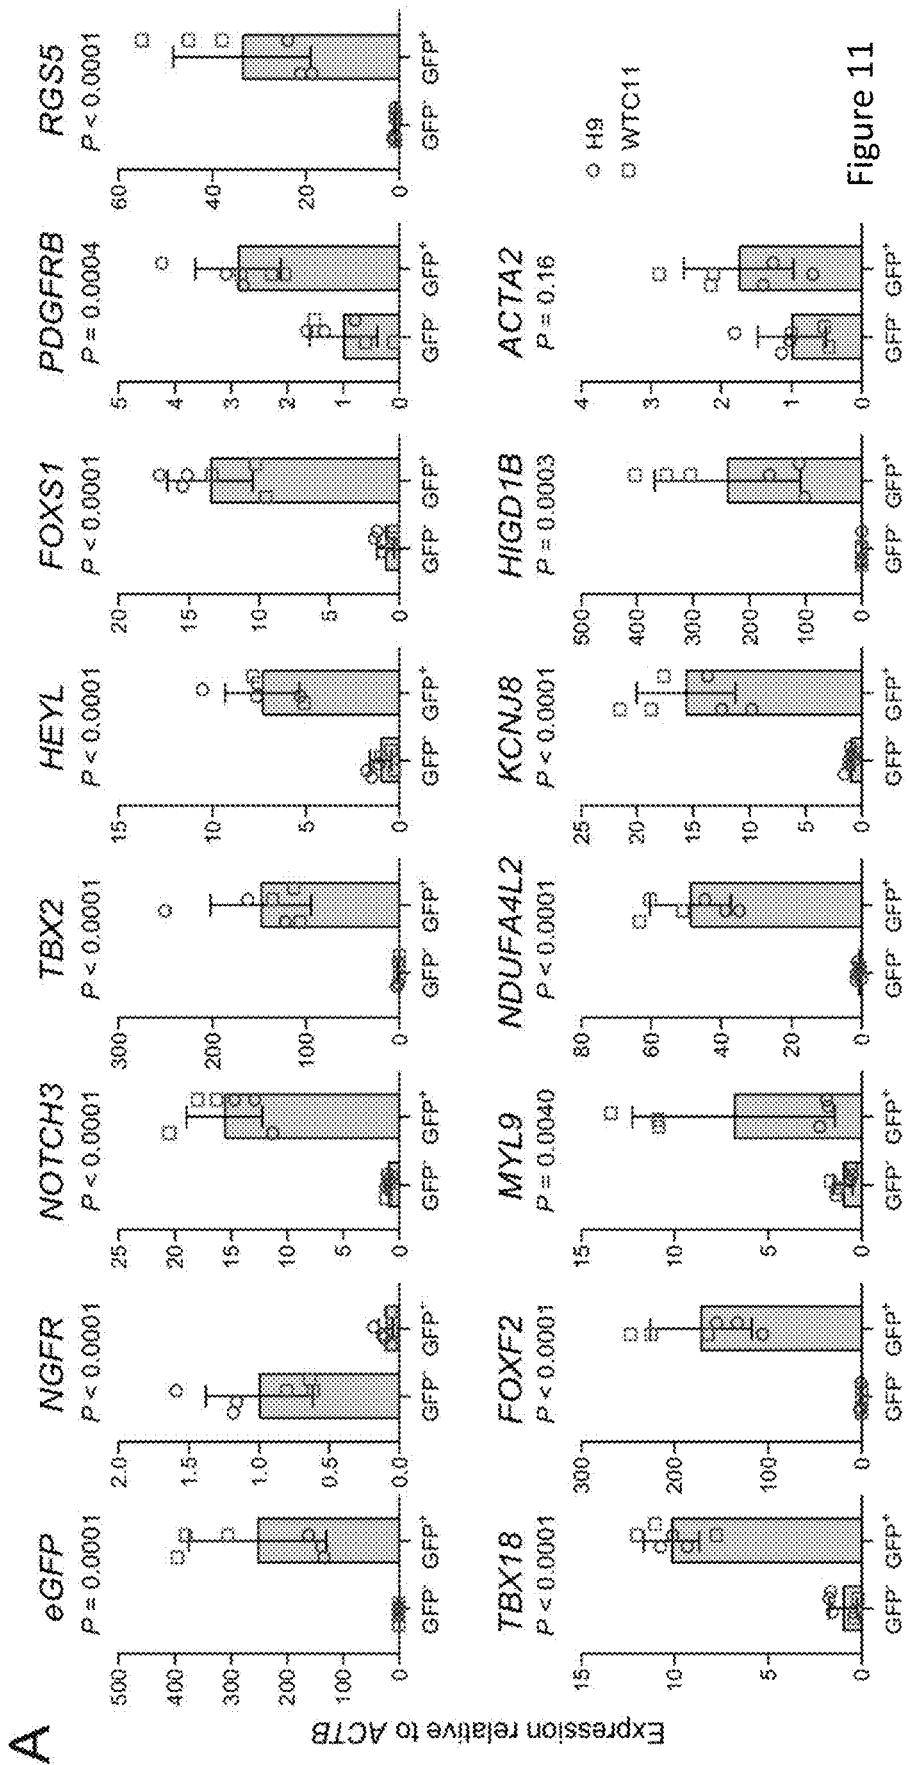 A
Expression relative to ACTB
eGFP
P = 0.0001
500
400
300
200
100
0
GFP- GFP+
NGFR
P < 0.0001
2.0
1.5
1.0
0.5
0.0
GFP- GFP+
NOTCH3
P < 0.0001
25
20
15
10
5
0
GFP- GFP+
TBX2
P < 0.0001
300
200
100
0
GFP- GFP+
HEYL
P < 0.0001
15
10
5
0
GFP- GFP+
FOXS1
P < 0.0001
20
15
10
5
0
GFP- GFP+
PDGFRB
P = 0.0004
5
4
3
2
1
0
GFP- GFP+
RGS5
P < 0.0001
60
40
20
0
GFP- GFP+
TBX18
P < 0.0001
15
10
5
0
GFP- GFP+
FOXF2
P < 0.0001
300
200
100
0
GFP- GFP+
MYL9
P = 0.0040
15
10
5
0
GFP- GFP+
NDUFA4L2
P < 0.0001
80
60
40
20
0
GFP- GFP+
KCNJ8
P < 0.0001
25
20
15
10
5
0
GFP- GFP+
HIGD1B
P = 0.0003
500
400
300
200
100
0
GFP- GFP+
ACTA2
P = 0.16
4
3
2
1
0
GFP- GFP+
H9
WTC11
Figure 11